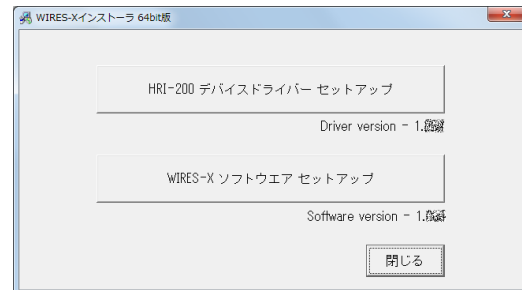 WIRES-Xインストーラ 64bit版
HRI-200 デバイスドライバー セットアップ
Driver version - 1.
WIRES-X ソフトウエア セットアップ
Software version - 1.
閉じる